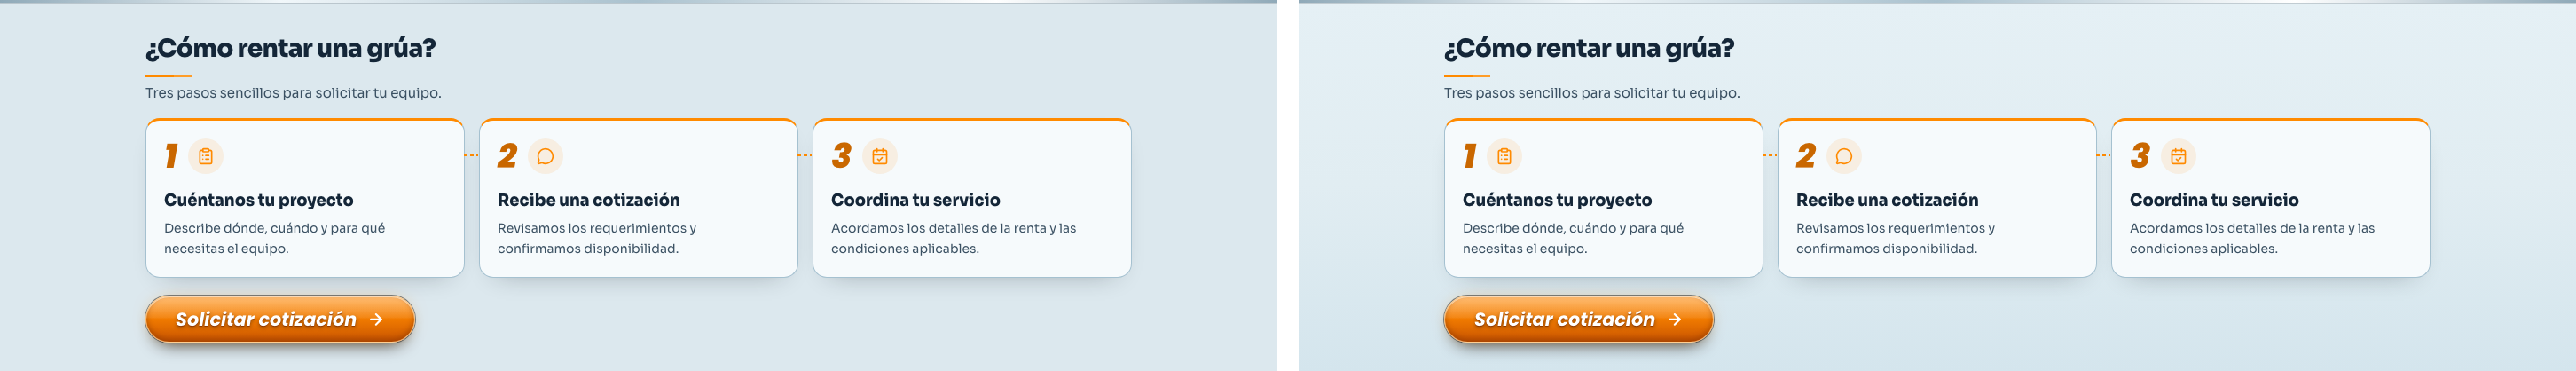 ¿Cómo rentar una grúa?
Tres pasos sencillos para solicitar tu equipo.
1
Cuéntanos tu proyecto
Describe dónde, cuándo y para qué
necesitas el equipo.
2
Recibe una cotización
Revisamos los requerimientos y
confirmamos disponibilidad.
3
Coordina tu servicio
Acordamos los detalles de la renta y las
condiciones aplicables.
Solicitar cotización
¿Cómo rentar una grúa?
Tres pasos sencillos para solicitar tu equipo.
1
Cuéntanos tu proyecto
Describe dónde, cuándo y para qué
necesitas el equipo.
2
Recibe una cotización
Revisamos los requerimientos y
confirmamos disponibilidad.
3
Coordina tu servicio
Acordamos los detalles de la renta y las
condiciones aplicables.
Solicitar cotización